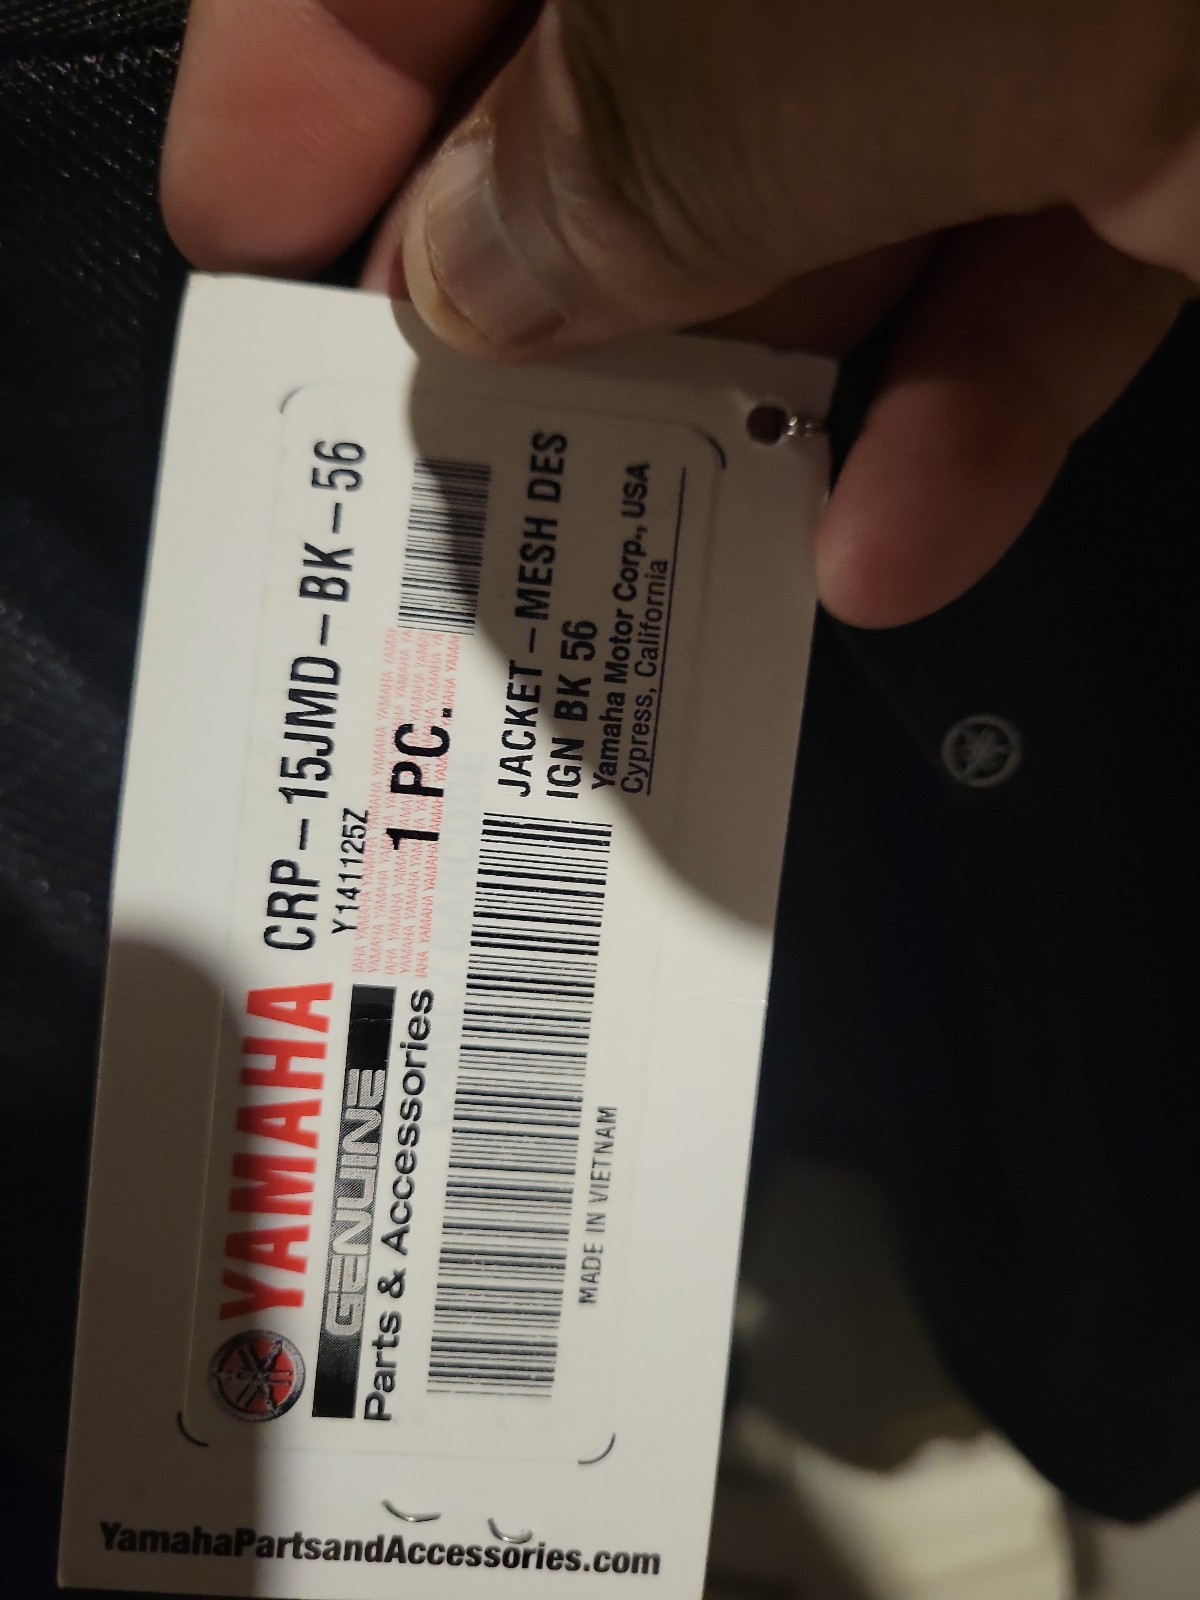 YAMAHA
GENUINE
Parts & Accessories
CRP-15JMD-BK-56
Y141125Z
1 PC.
JACKET-MESH DES
IGN BK 56
Yamaha Motor Corp., USA
Cypress, California
MADE IN VIETNAM
YamahaPartsandAccessories.com